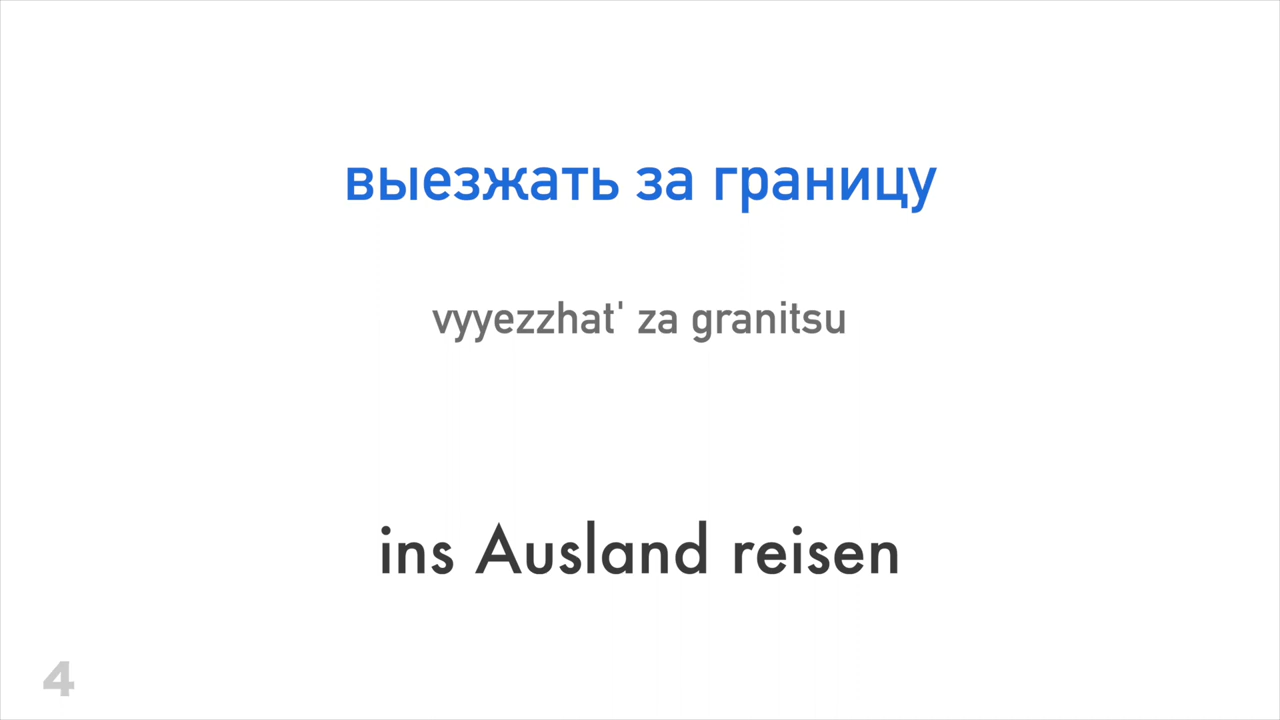 выезжать за границу
vyyezzhat' za granitsu
ins Ausland reisen
4